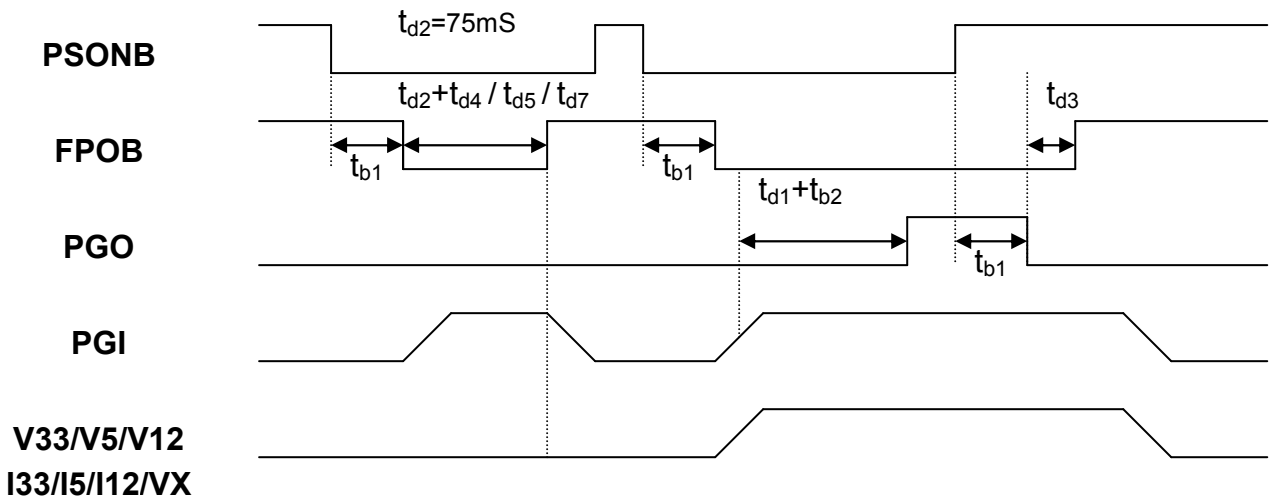 t_d2=75mS
PSONB
t_d2+t_d4 / t_d5 / t_d7
t_d3
FPOB
t_b1
t_b1
t_d1+t_b2
PGO
t_b1
PGI
V33/V5/V12
I33/I5/I12/VX